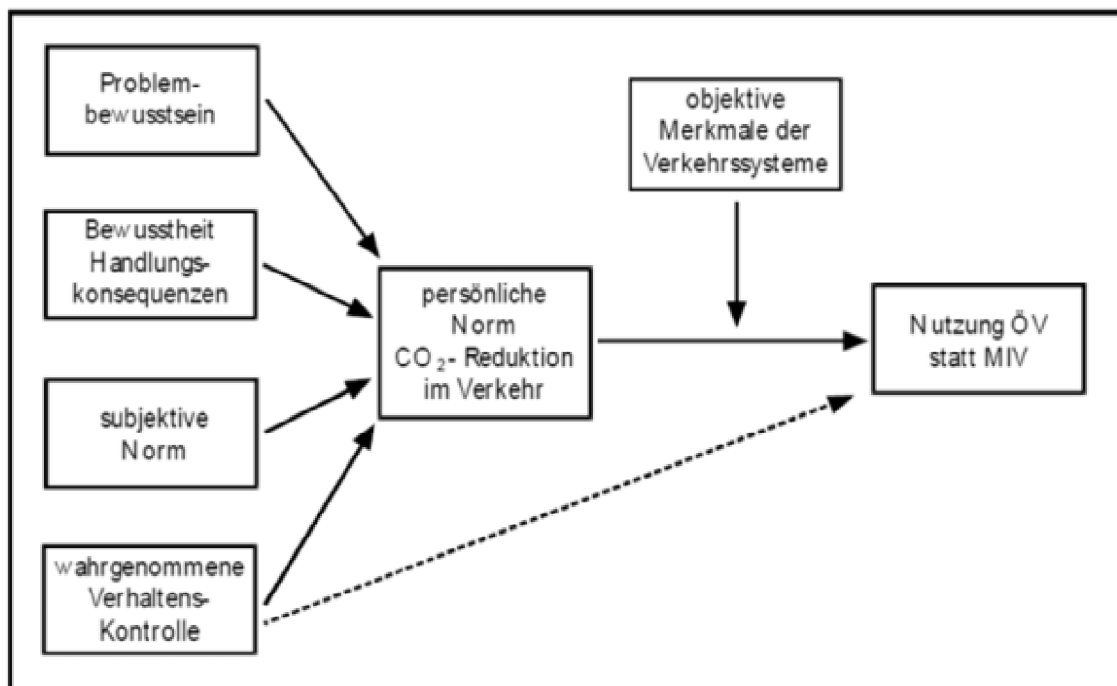 Problem-
bewusstsein
Bewusstheit
Handlungs-
konsequenzen
subjektive
Norm
wahrgenommene
Verhaltens-
Kontrolle
persönliche
Norm
CO₂- Reduktion
im Verkehr
objektive
Merkmale der
Verkehrssysteme
Nutzung ÖV
statt MIV